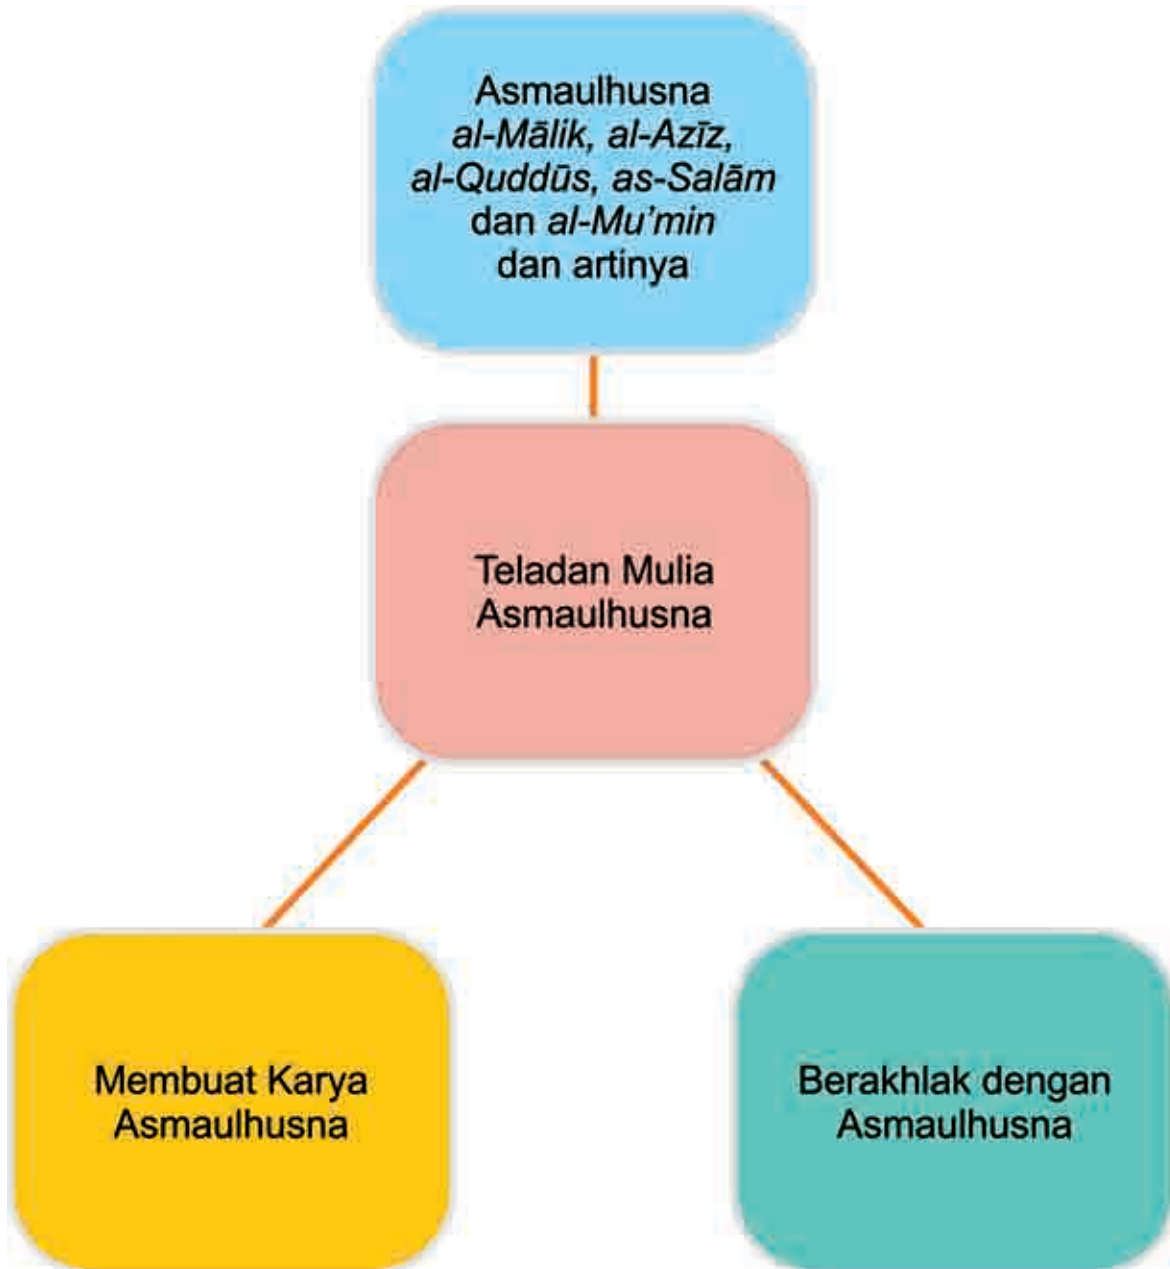 Asmaulhusna
al-Mālik, al-Azīz,
al-Quddūs, as-Salām
dan al-Mu’min
dan artinya
Teladan Mulia
Asmaulhusna
Membuat Karya
Asmaulhusna
Berakhlak dengan
Asmaulhusna